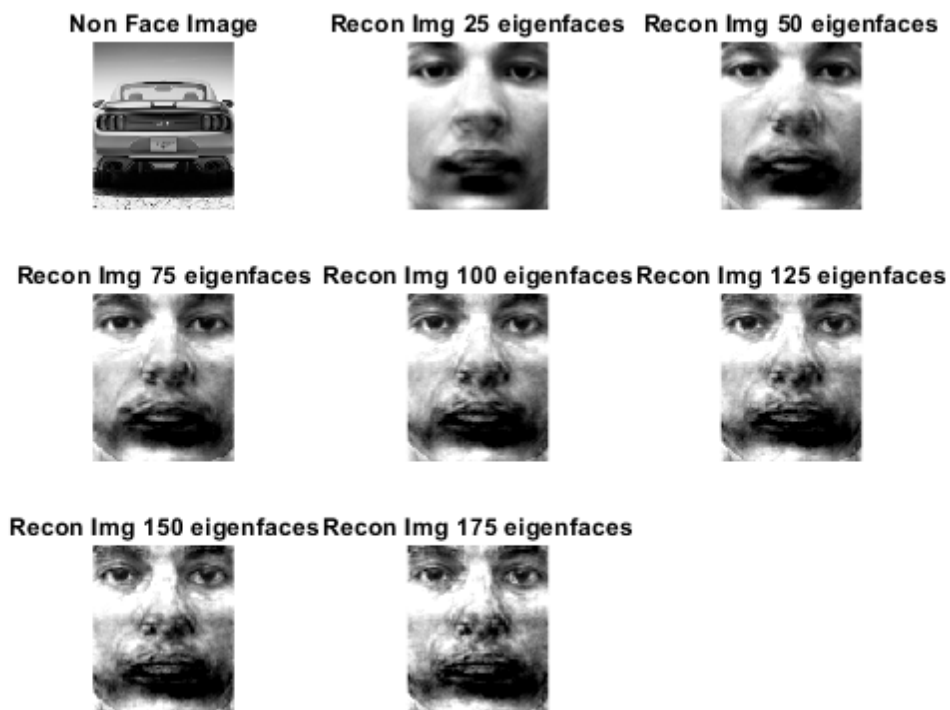 Non Face Image
Recon Img 25 eigenfaces
Recon Img 50 eigenfaces
Recon Img 75 eigenfaces
Recon Img 100 eigenfaces
Recon Img 125 eigenfaces
Recon Img 150 eigenfaces
Recon Img 175 eigenfaces